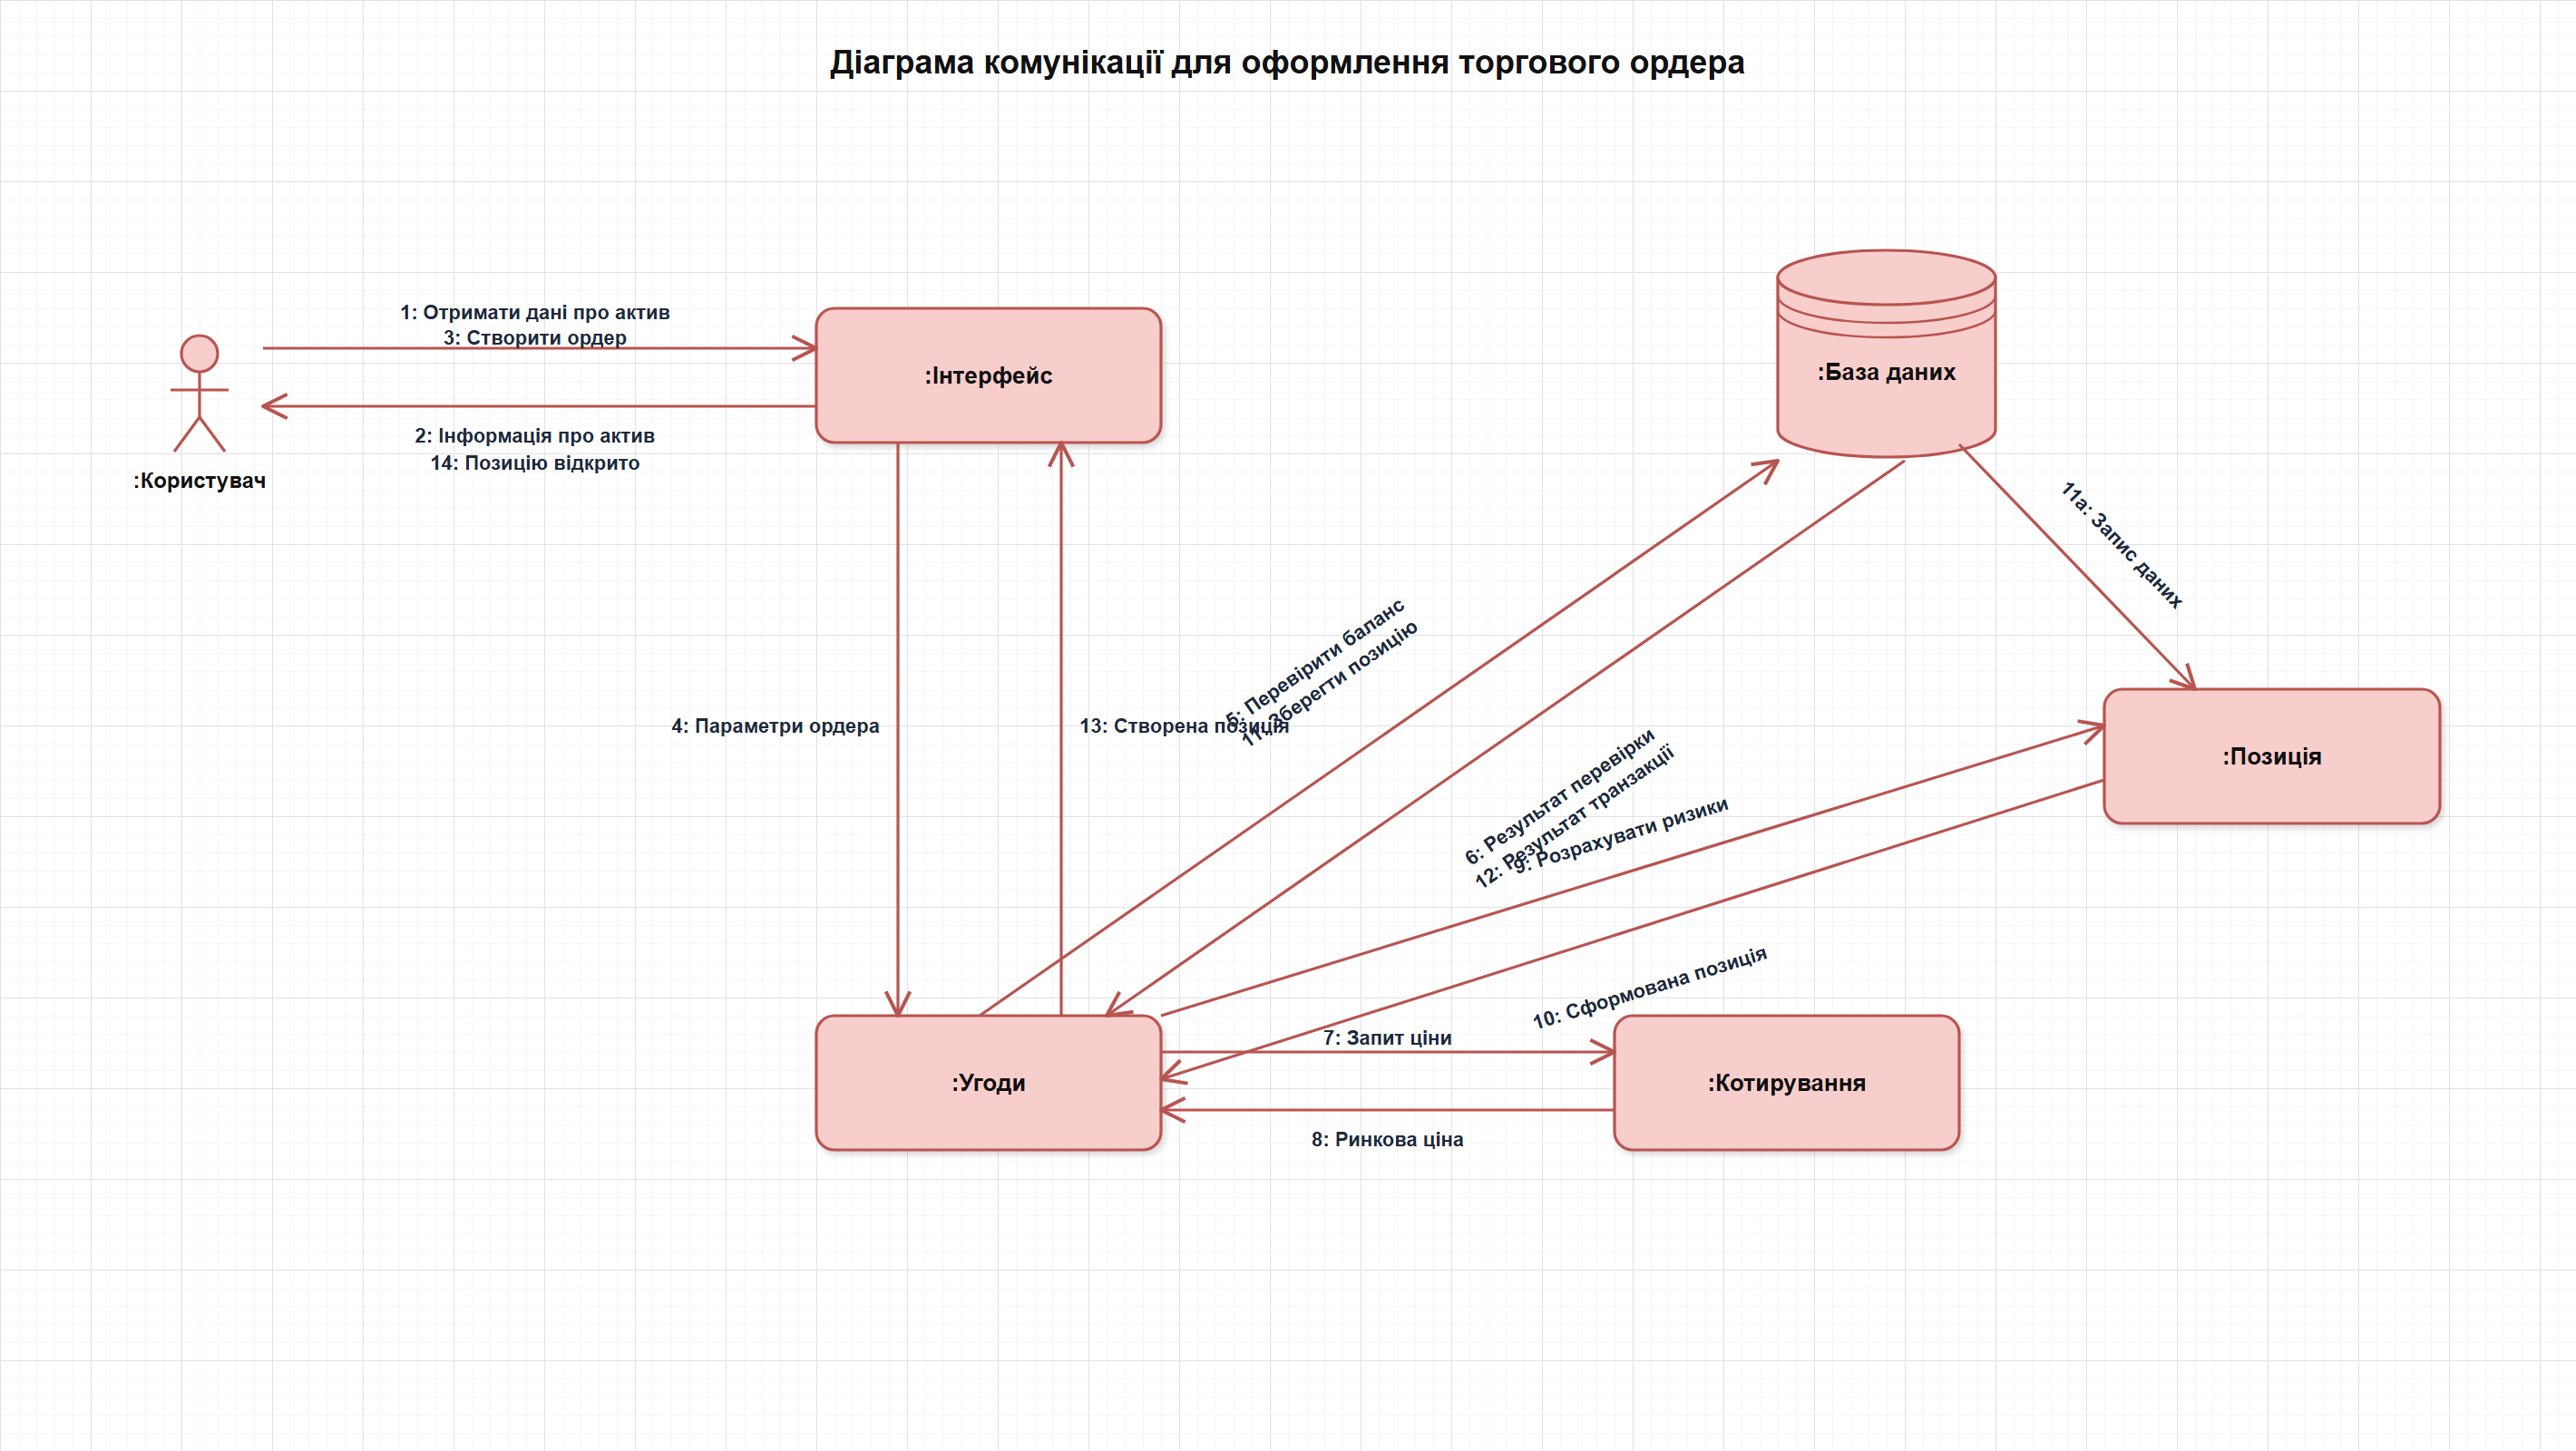 Діаграма комунікації для оформлення торгового ордера
1: Отримати дані про актив
3: Створити ордер
:Інтерфейс
:База даних
2: Інформація про актив
14: Позицію відкрито
:Користувач
11a: Запис даних
5: Перевірити баланс
11: Зберегти позицію
4: Параметри ордера
13: Створена позиція
6: Результат перевірки
12: Результат транзакції
9: Розрахувати ризики
:Позиція
10: Сформована позиція
7: Запит ціни
:Угоди
:Котирування
8: Ринкова ціна